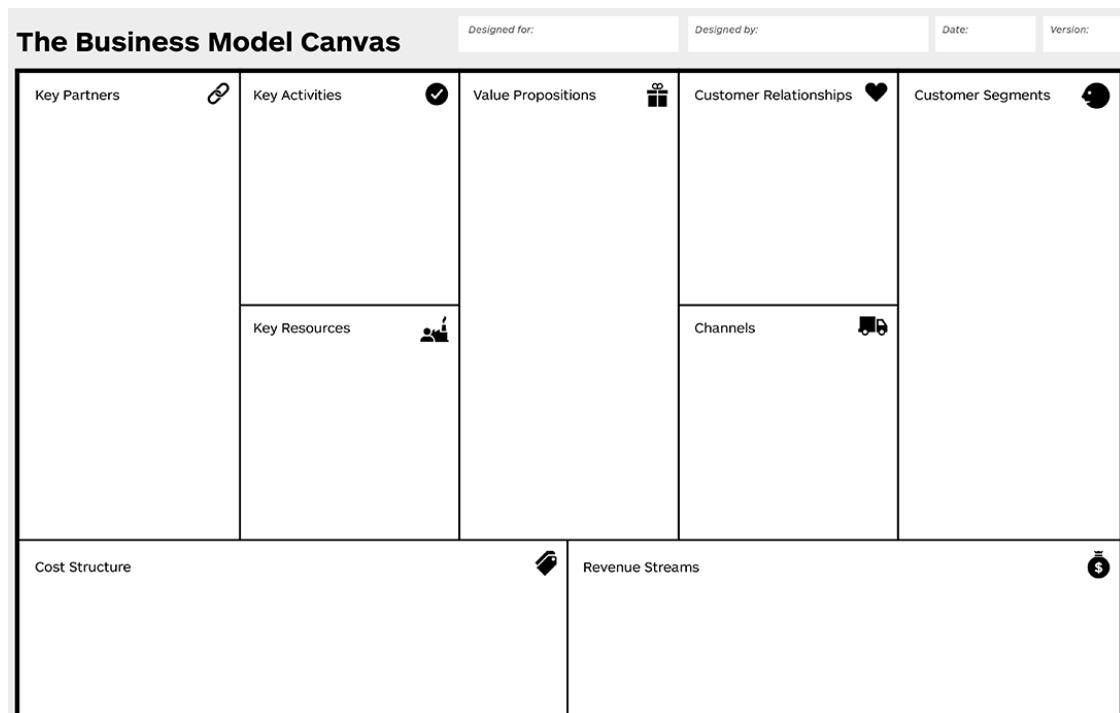 The Business Model Canvas
Designed for:
Designed by:
Date:
Version:
Key Partners
Key Activities
Value Propositions
Customer Relationships
Customer Segments
Key Resources
Channels
Cost Structure
Revenue Streams
$